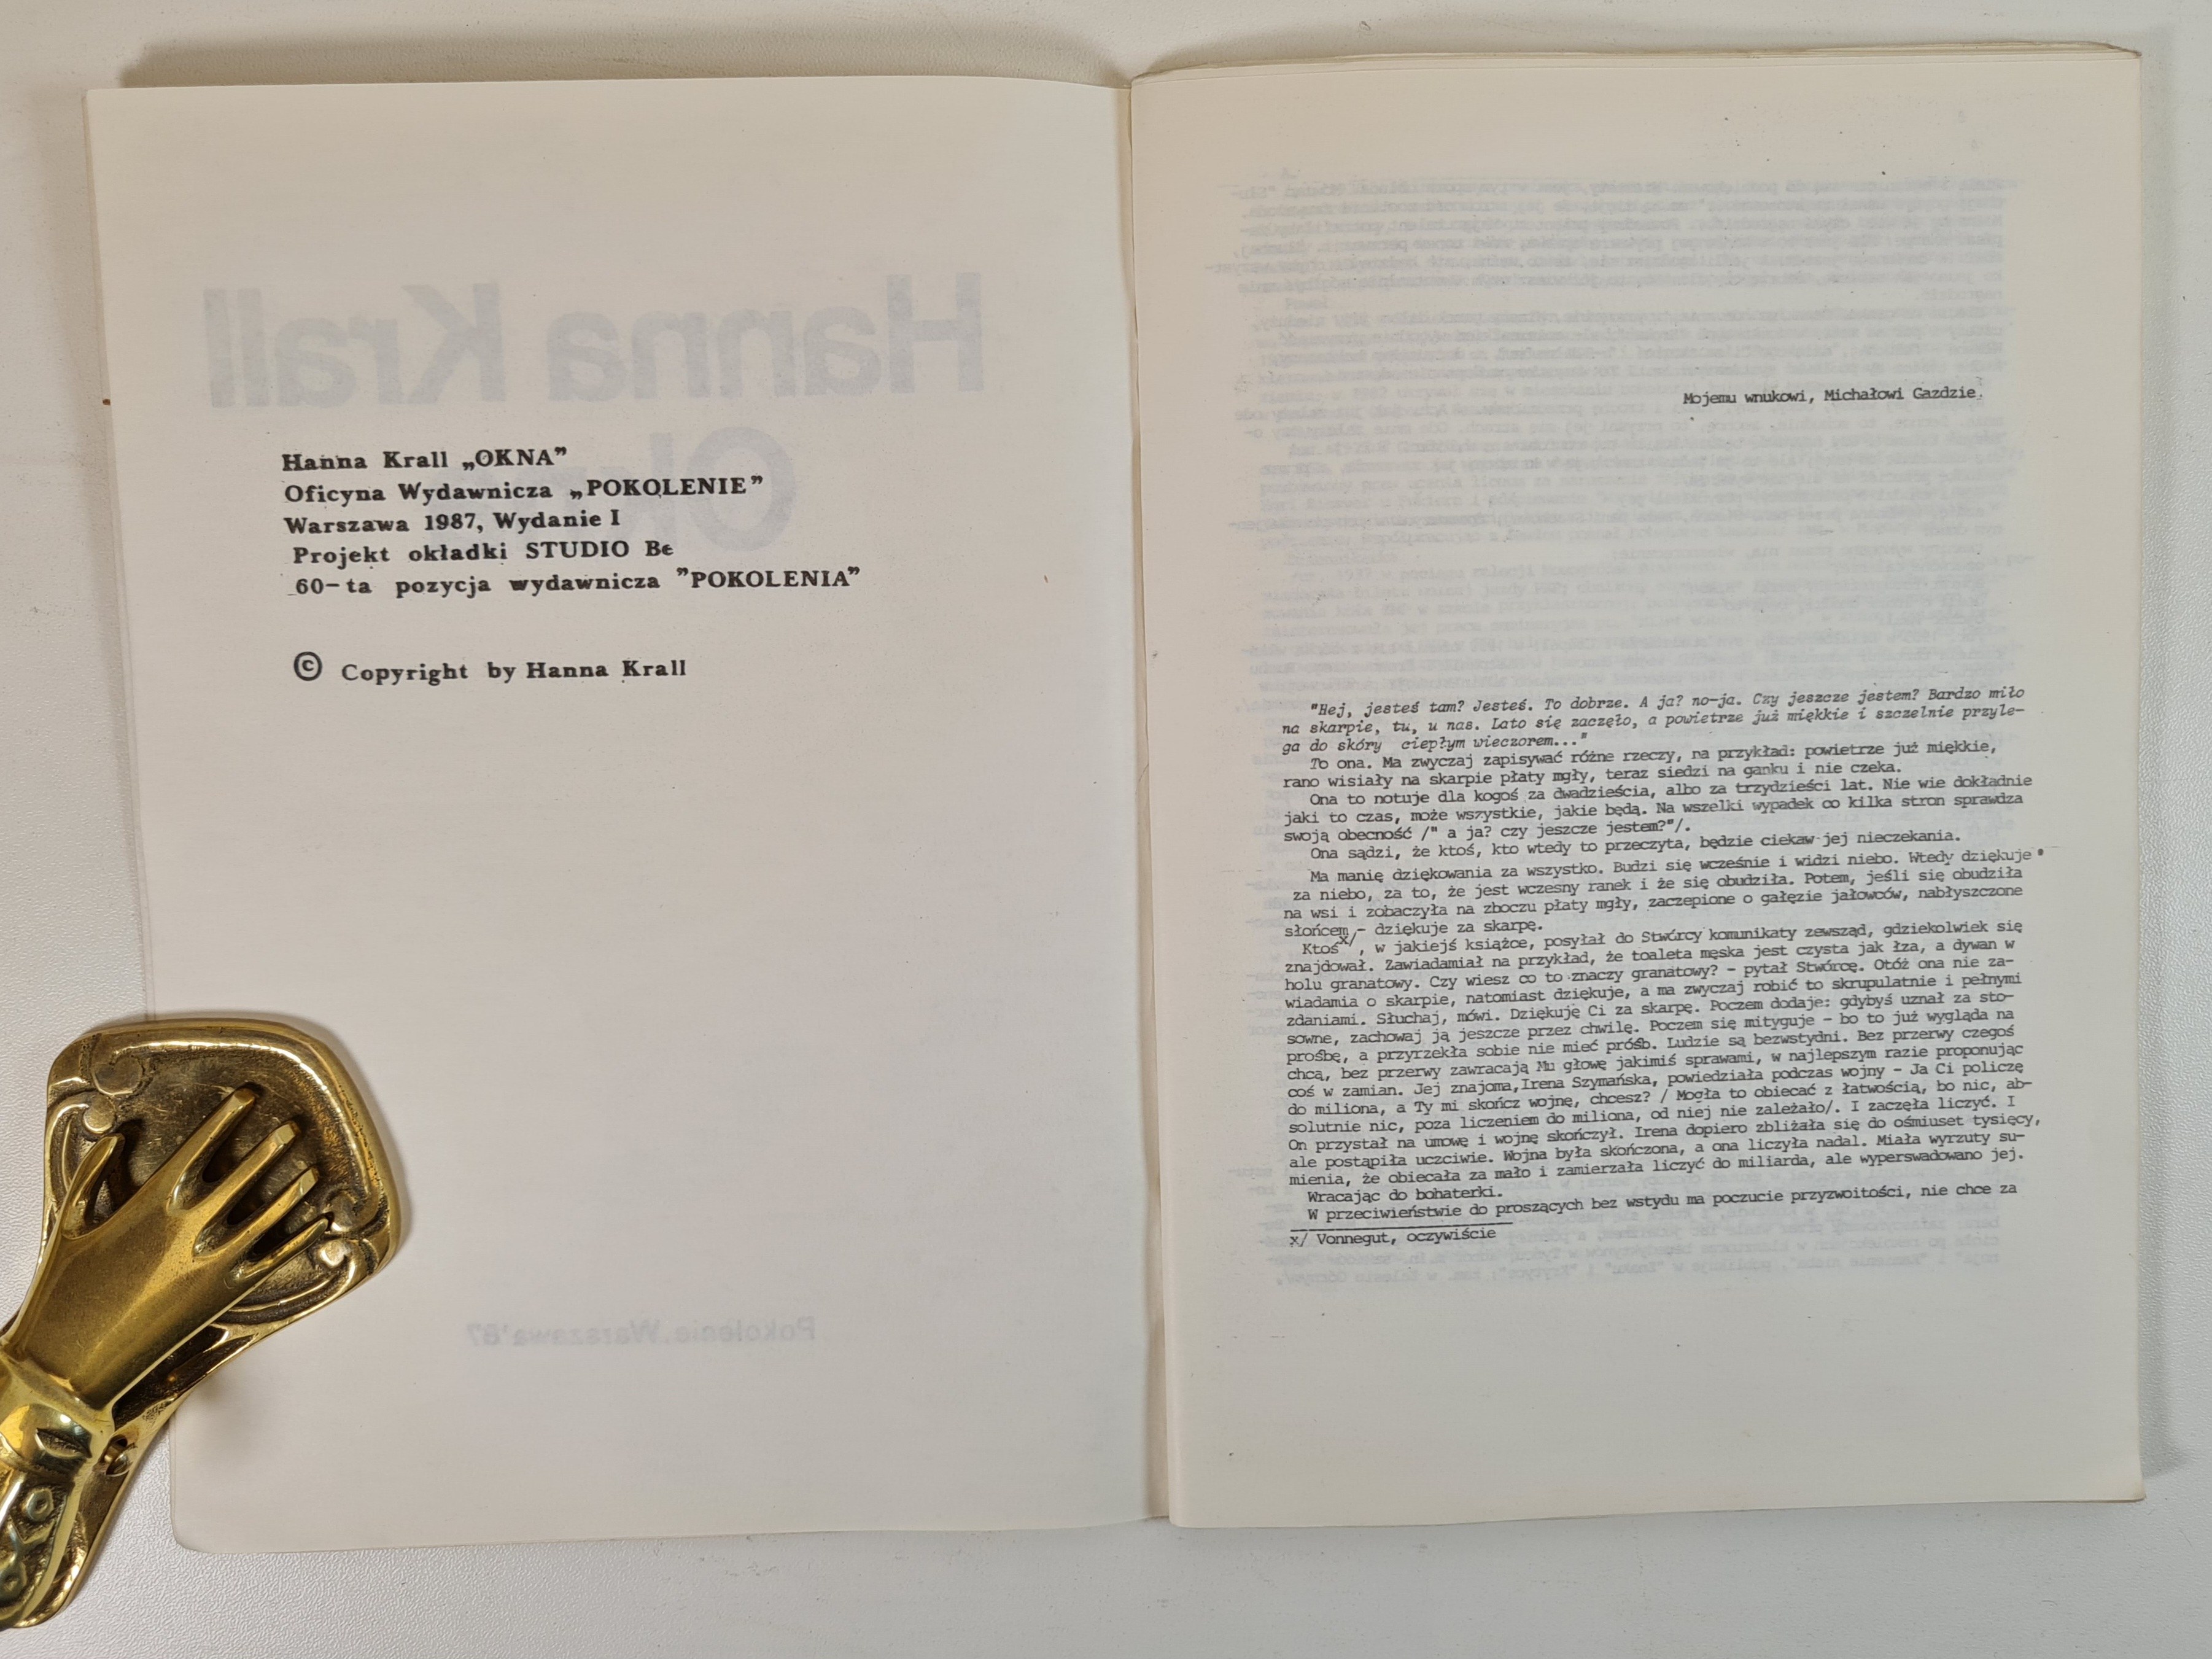 Hanna Krall „OKNA”
Oficyna Wydawnicza „POKOLENIE”
Warszawa 1987, Wydanie I
Projekt okładki STUDIO Be
60-ta pozycja wydawnicza ”POKOLENIA”
© Copyright by Hanna Krall
Hanna Krall
Pokolenie.Warszawa'87
Mojemu wnukowi, Michałowi Gazdzie.
"Hej, jesteś tam? Jesteś. To dobrze. A ja? no-ja. Czy jeszcze jestem? Bardzo miło
na skarpie, tu, u nas. Lato się zaczęło, a powietrze już miękkie i szczelnie przyle-
ga do skóry ciepłym wieczorem..."
To ona. Ma zwyczaj zapisywać różne rzeczy, na przykład: powietrze już miękkie,
rano wisiały na skarpie płaty mgły, teraz siedzi na ganku i nie czeka.
Ona to notuje dla kogoś za dwadzieścia, albo za trzydzieści lat. Nie wie dokładnie
jaki to czas, może wszystkie, jakie będą. Na wszelki wypadek co kilka stron sprawdza
swoją obecność /" a ja? czy jeszcze jestem?"/.
Ona sądzi, że ktoś, kto wtedy to przeczyta, będzie ciekaw jej nieczekania.
Ma manię dziękowania za wszystko. Budzi się wcześnie i widzi niebo. Wtedy dziękuje
za niebo, za to, że jest wczesny ranek i że się obudziła. Potem, jeśli się obudziła
na wsi i zobaczyła na zboczu płaty mgły, zaczepione o gałęzie jałowców, nabłyszczone
słońcem - dziękuje za skarpę.
Ktoś x/, w jakiejś książce, posyłał do Stwórcy komunikaty zewsząd, gdziekolwiek się
znajdował. Zawiadamiał na przykład, że toaleta męska jest czysta jak łza, a dywan w
holu granatowy. Czy wiesz co to znaczy granatowy? - pytał Stwórcę. Otóż ona nie za-
wiadamia o skarpie, natomiast dziękuje, a ma zwyczaj robić to skrupulatnie i pełnymi
zdaniami. Słuchaj, mówi. Dziękuję Ci za skarpę. Poczem dodaje: gdybyś uznał za sto-
sowne, zachowaj ją jeszcze przez chwilę. Poczem się mityguje - bo to już wygląda na
prośbę, a przyrzekła sobie nie mieć próśb. Ludzie są bezwstydni. Bez przerwy czegoś
chcą, bez przerwy zawracają Mu głowę jakimiś sprawami, w najlepszym razie proponując
coś w zamian. Jej znajoma,Irena Szymańska, powiedziała podczas wojny - Ja Ci policzę
do miliona, a Ty mi skończ wojnę, chcesz? / Mogła to obiecać z łatwością, bo nic, ab-
solutnie nic, poza liczeniem do miliona, od niej nie zależało/. I zaczęła liczyć. I
On przystał na umowę i wojnę skończył. Irena dopiero zbliżała się do ośmiuset tysięcy,
ale postąpiła uczciwie. Wojna była skończona, a ona liczyła nadal. Miała wyrzuty su-
mienia, że obiecała za mało i zamierzała liczyć do miliarda, ale wyperswadowano jej.
Wracając do bohaterki.
W przeciwieństwie do proszących bez wstydu ma poczucie przyzwoitości, nie chce za
x/ Vonnegut, oczywiście